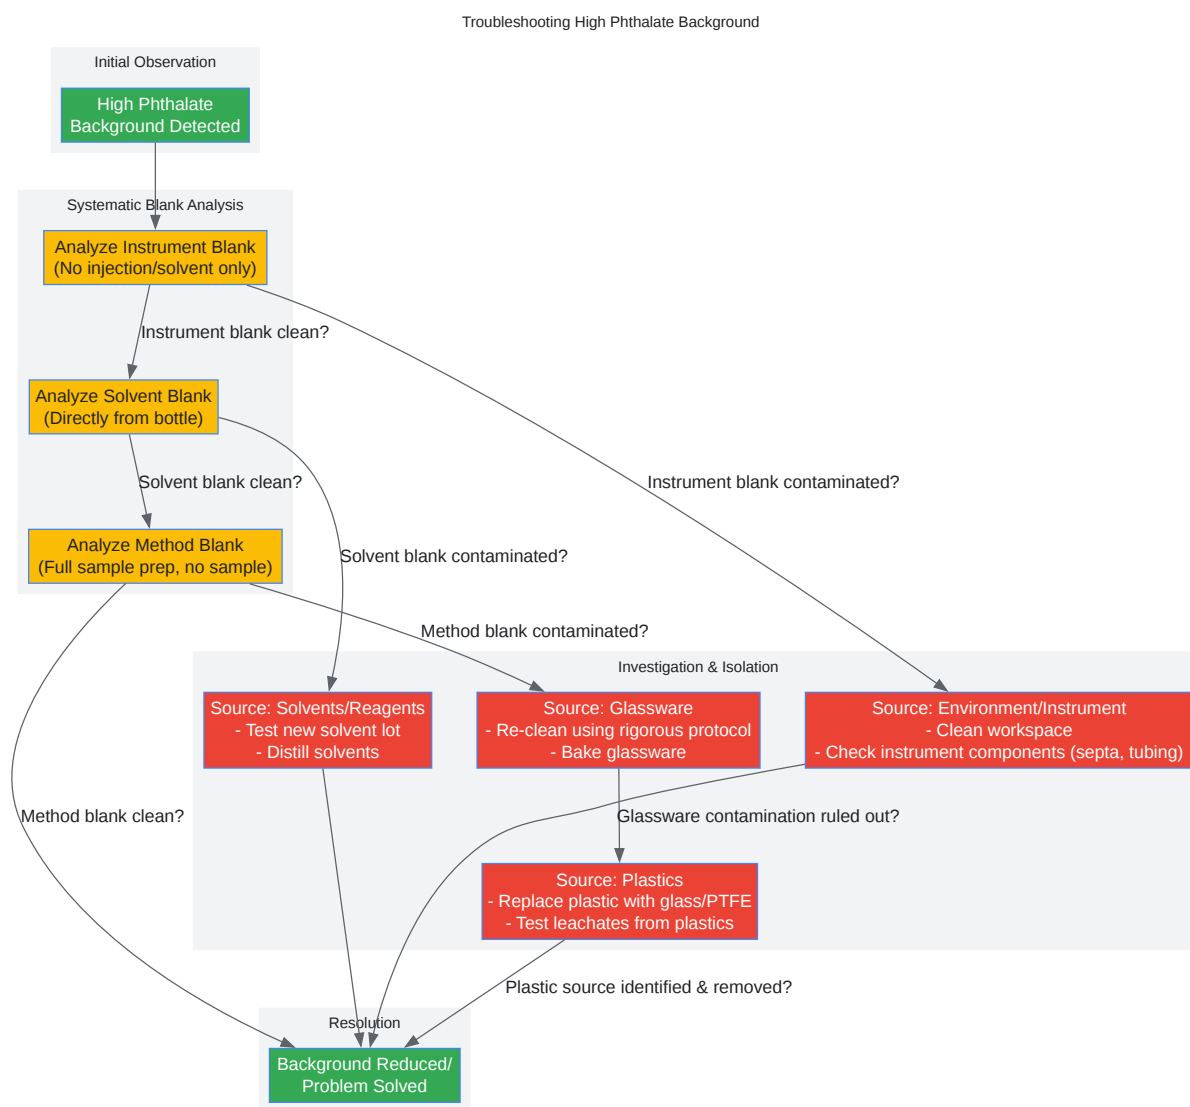 Troubleshooting High Phthalate Background
Initial Observation
High Phthalate
Background Detected
Systematic Blank Analysis
Analyze Instrument Blank
(No injection/solvent only)
Instrument blank clean?
Analyze Solvent Blank
(Directly from bottle)
Solvent blank clean?
Instrument blank contaminated?
Analyze Method Blank
(Full sample prep, no sample)
Solvent blank contaminated?
Method blank contaminated?
Investigation & Isolation
Source: Solvents/Reagents
- Test new solvent lot
- Distill solvents
Source: Glassware
- Re-clean using rigorous protocol
- Bake glassware
Source: Environment/Instrument
- Clean workspace
- Check instrument components (septa, tubing)
Method blank clean?
Glassware contamination ruled out?
Source: Plastics
- Replace plastic with glass/PTFE
- Test leachates from plastics
Plastic source identified & removed?
Resolution
Background Reduced/
Problem Solved